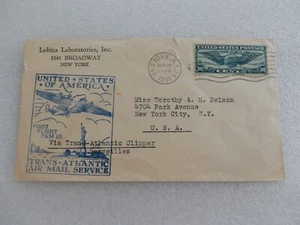 Lobica Laboratories, Inc.
1841 BROADWAY
NEW YORK
UNITED STATES
OF AMERICA
FIRST
FLIGHT
FAM 18
TRANS-ATLANTIC
AIR MAIL SERVICE
UNITED STATES POSTAGE
Miss Dorothy A. M. Nelson
4704 Park Avenue
New York City, N.Y.
U. S. A.
Via Trans-Atlantic Clipper
Marseilles